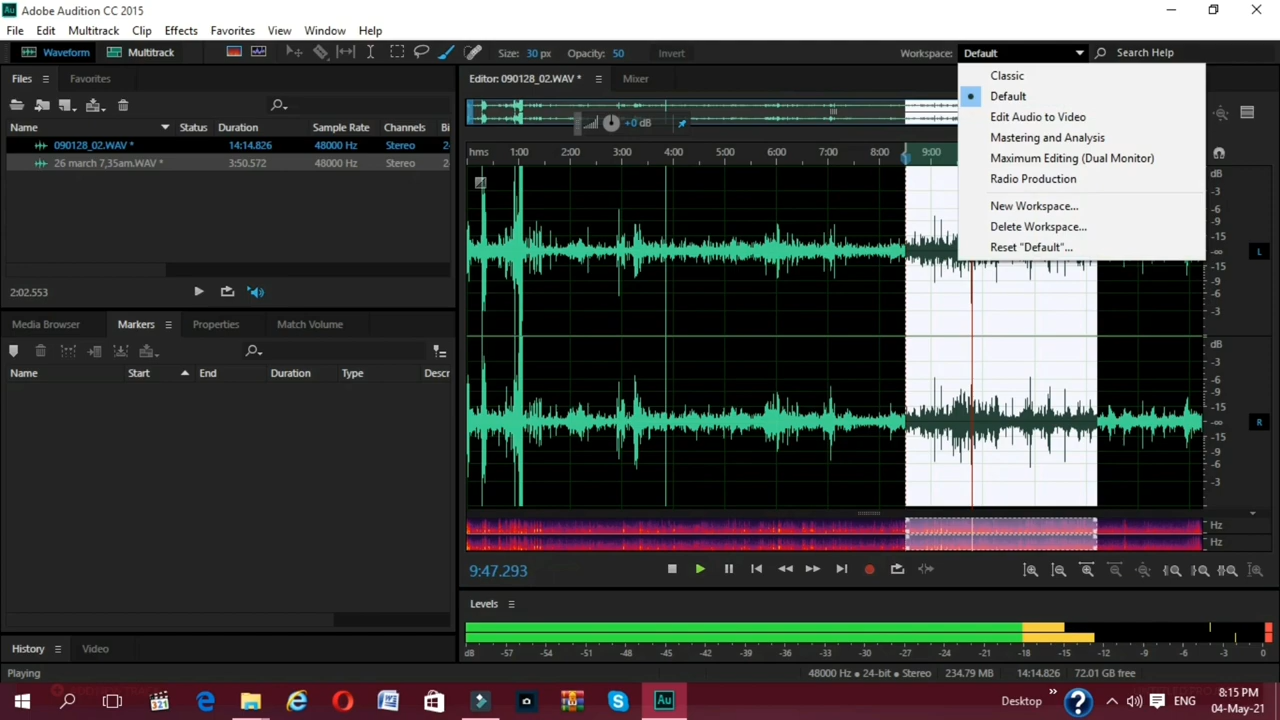 Adobe Audition CC 2015
File Edit Multitrack Clip Effects Favorites View Window Help
Waveform Multitrack Size: 30 px Opacity: 50 Invert Workspace: Default Search Help
Files Favorites Editor: 090128_02.WAV * Mixer
Classic
Default
Edit Audio to Video
Mastering and Analysis
Maximum Editing (Dual Monitor)
Radio Production
New Workspace...
Delete Workspace...
Reset "Default"...
Name Status Duration Sample Rate Channels Bi
090128_02.WAV * 14:14.826 48000 Hz Stereo 2-
26 march 7,35am.WAV * 3:50.572 48000 Hz Stereo 2-
+0 dB
hms 1:00 2:00 3:00 4:00 5:00 6:00 7:00 8:00 9:00
dB
-3
-6
-9
-15
-∞
-15
-9
-6
-3
L
dB
-3
-6
-9
-15
-∞
-15
-9
-6
-3
R
2:02.553
Media Browser Markers Properties Match Volume
Name Start End Duration Type Descr
Hz
Hz
9:47.293
Levels
dB -57 -54 -51 -48 -45 -42 -39 -36 -33 -30 -27 -24 -21 -18 -15 -12 -9 -6 -3 0
History Video
Playing 48000 Hz • 24-bit • Stereo 234.79 MB 14:14.826 72.01 GB free
Desktop ENG 8:15 PM
04-May-21